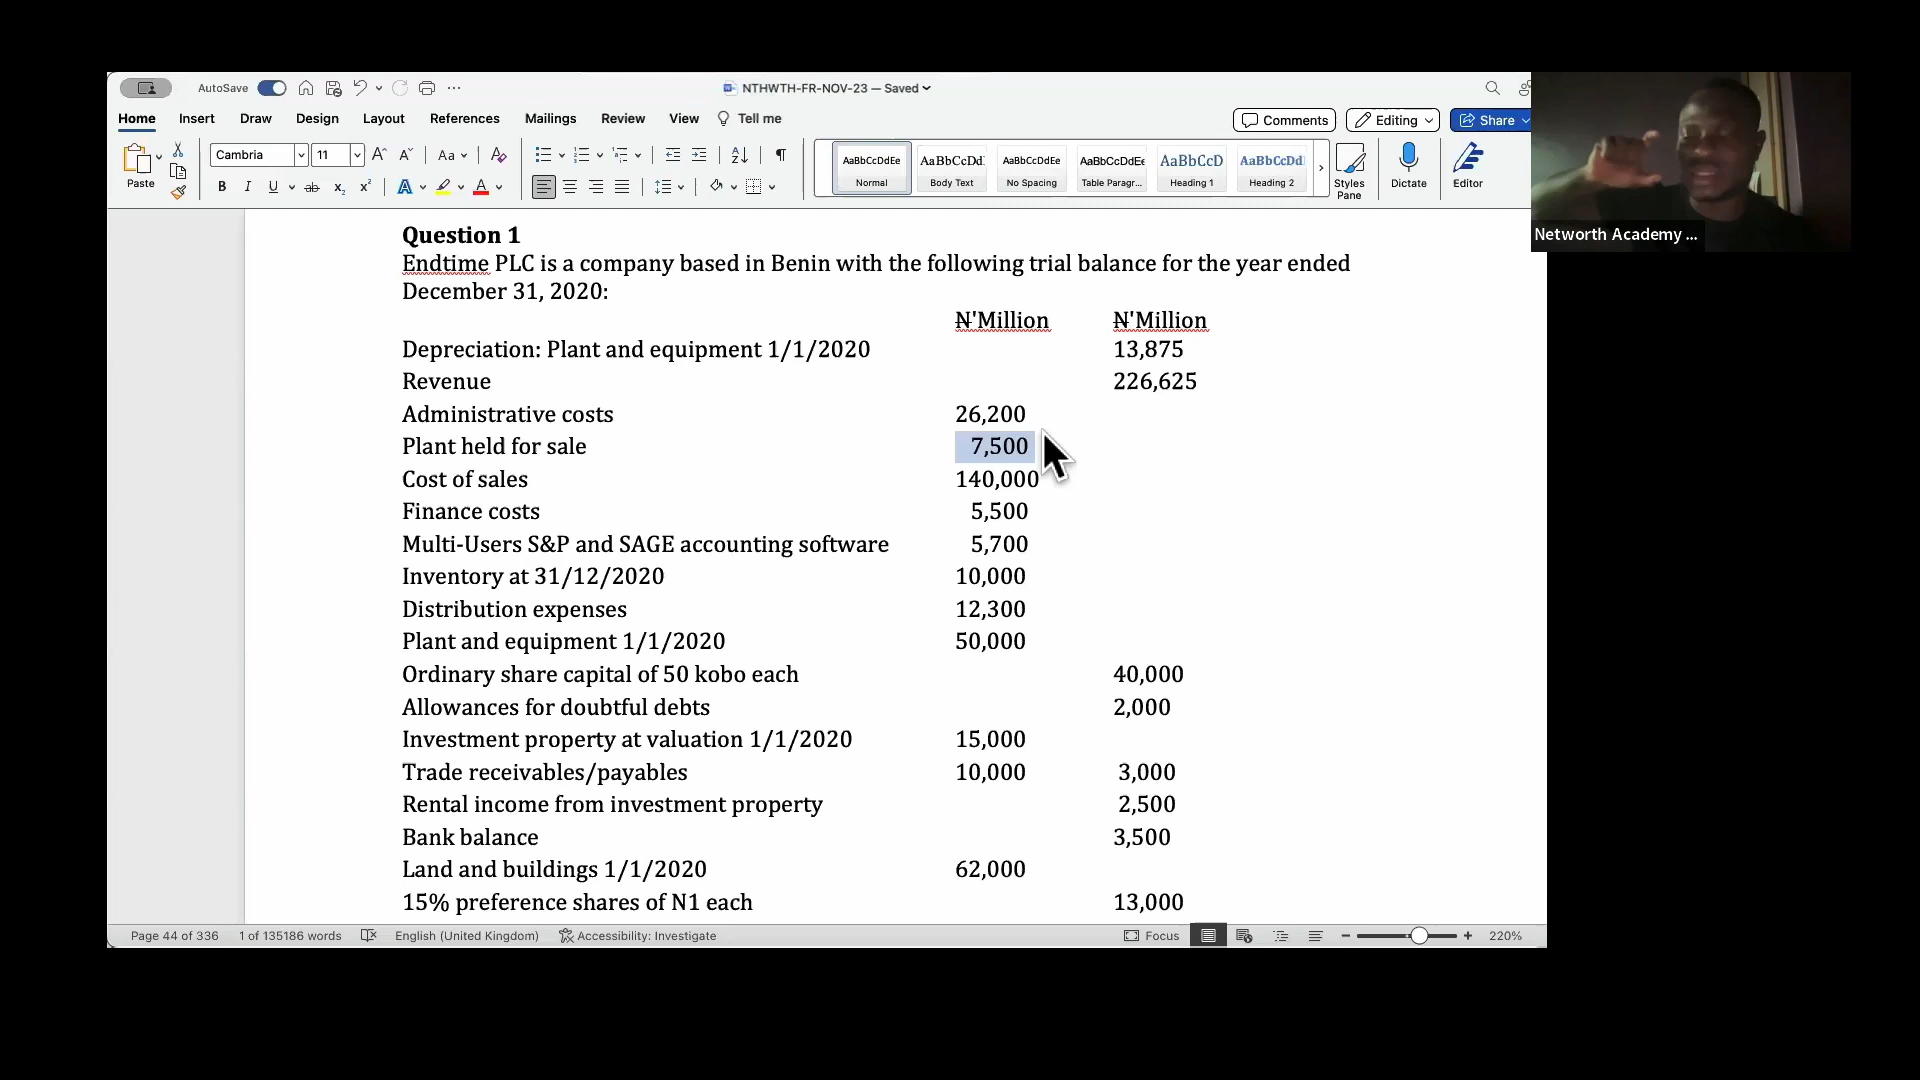 AutoSave
NTHWTH-FR-NOV-23 — Saved
Home Insert Draw Design Layout References Mailings Review View Tell me
Comments Editing Share
Paste
Cambria 11
AaBbCcDdEe AaBbCcDd AaBbCcDdEe AaBbCcDdEe AaBbCcD AaBbCcDd
Normal Body Text No Spacing Table Paragr... Heading 1 Heading 2
Styles Pane
Dictate
Editor
Networth Academy ...
Question 1
Endtime PLC is a company based in Benin with the following trial balance for the year ended
December 31, 2020:
₦'Million ₦'Million
Depreciation: Plant and equipment 1/1/2020 13,875
Revenue 226,625
Administrative costs 26,200
Plant held for sale 7,500
Cost of sales 140,000
Finance costs 5,500
Multi-Users S&P and SAGE accounting software 5,700
Inventory at 31/12/2020 10,000
Distribution expenses 12,300
Plant and equipment 1/1/2020 50,000
Ordinary share capital of 50 kobo each 40,000
Allowances for doubtful debts 2,000
Investment property at valuation 1/1/2020 15,000
Trade receivables/payables 10,000 3,000
Rental income from investment property 2,500
Bank balance 3,500
Land and buildings 1/1/2020 62,000
15% preference shares of N1 each 13,000
Page 44 of 336 1 of 135186 words English (United Kingdom) Accessibility: Investigate Focus 220%